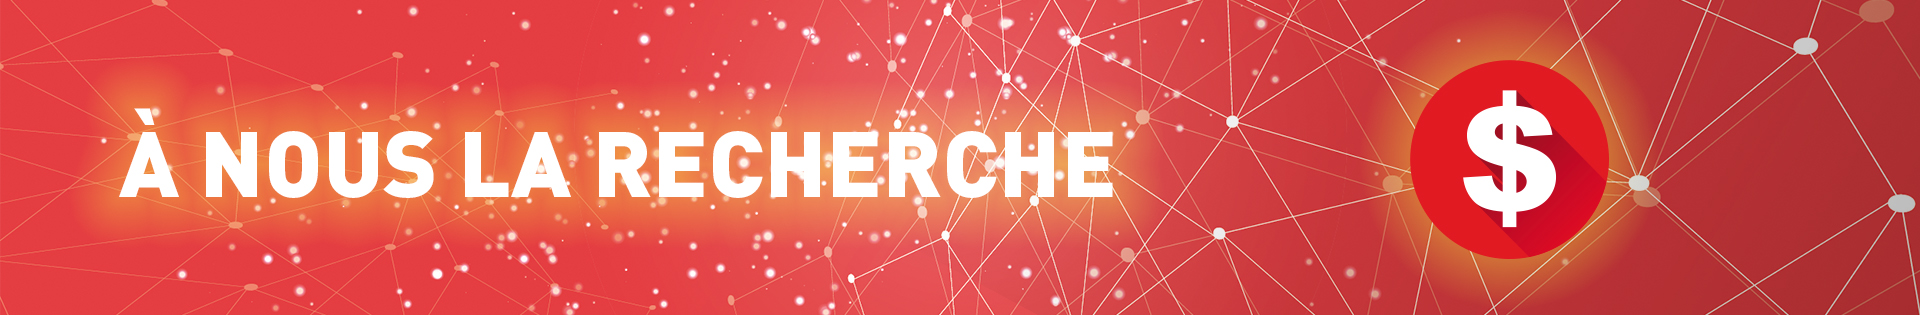 À NOUS LA RECHERCHE
$